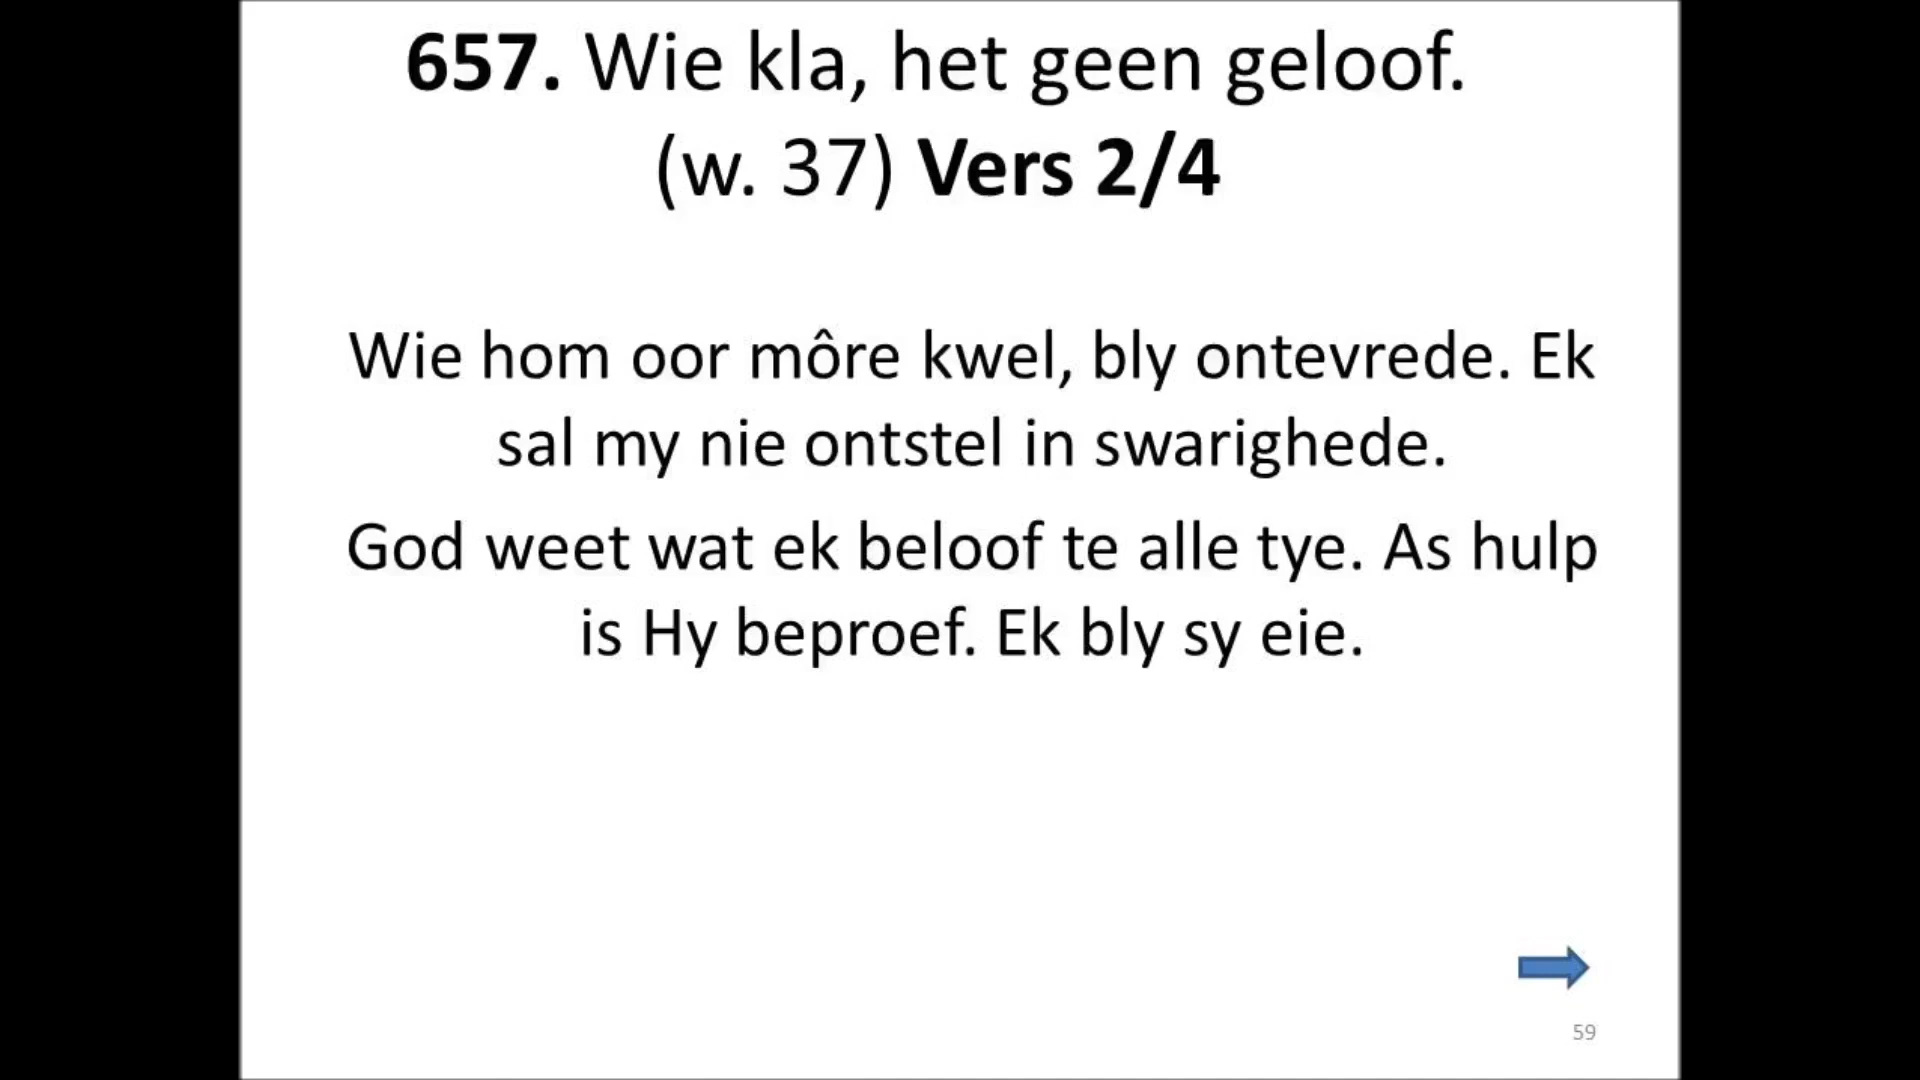 657. Wie kla, het geen geloof.
(w. 37) Vers 2/4
Wie hom oor môre kwel, bly ontevrede. Ek
sal my nie ontstel in swarighede.
God weet wat ek beloof te alle tye. As hulp
is Hy beproef. Ek bly sy eie.
59